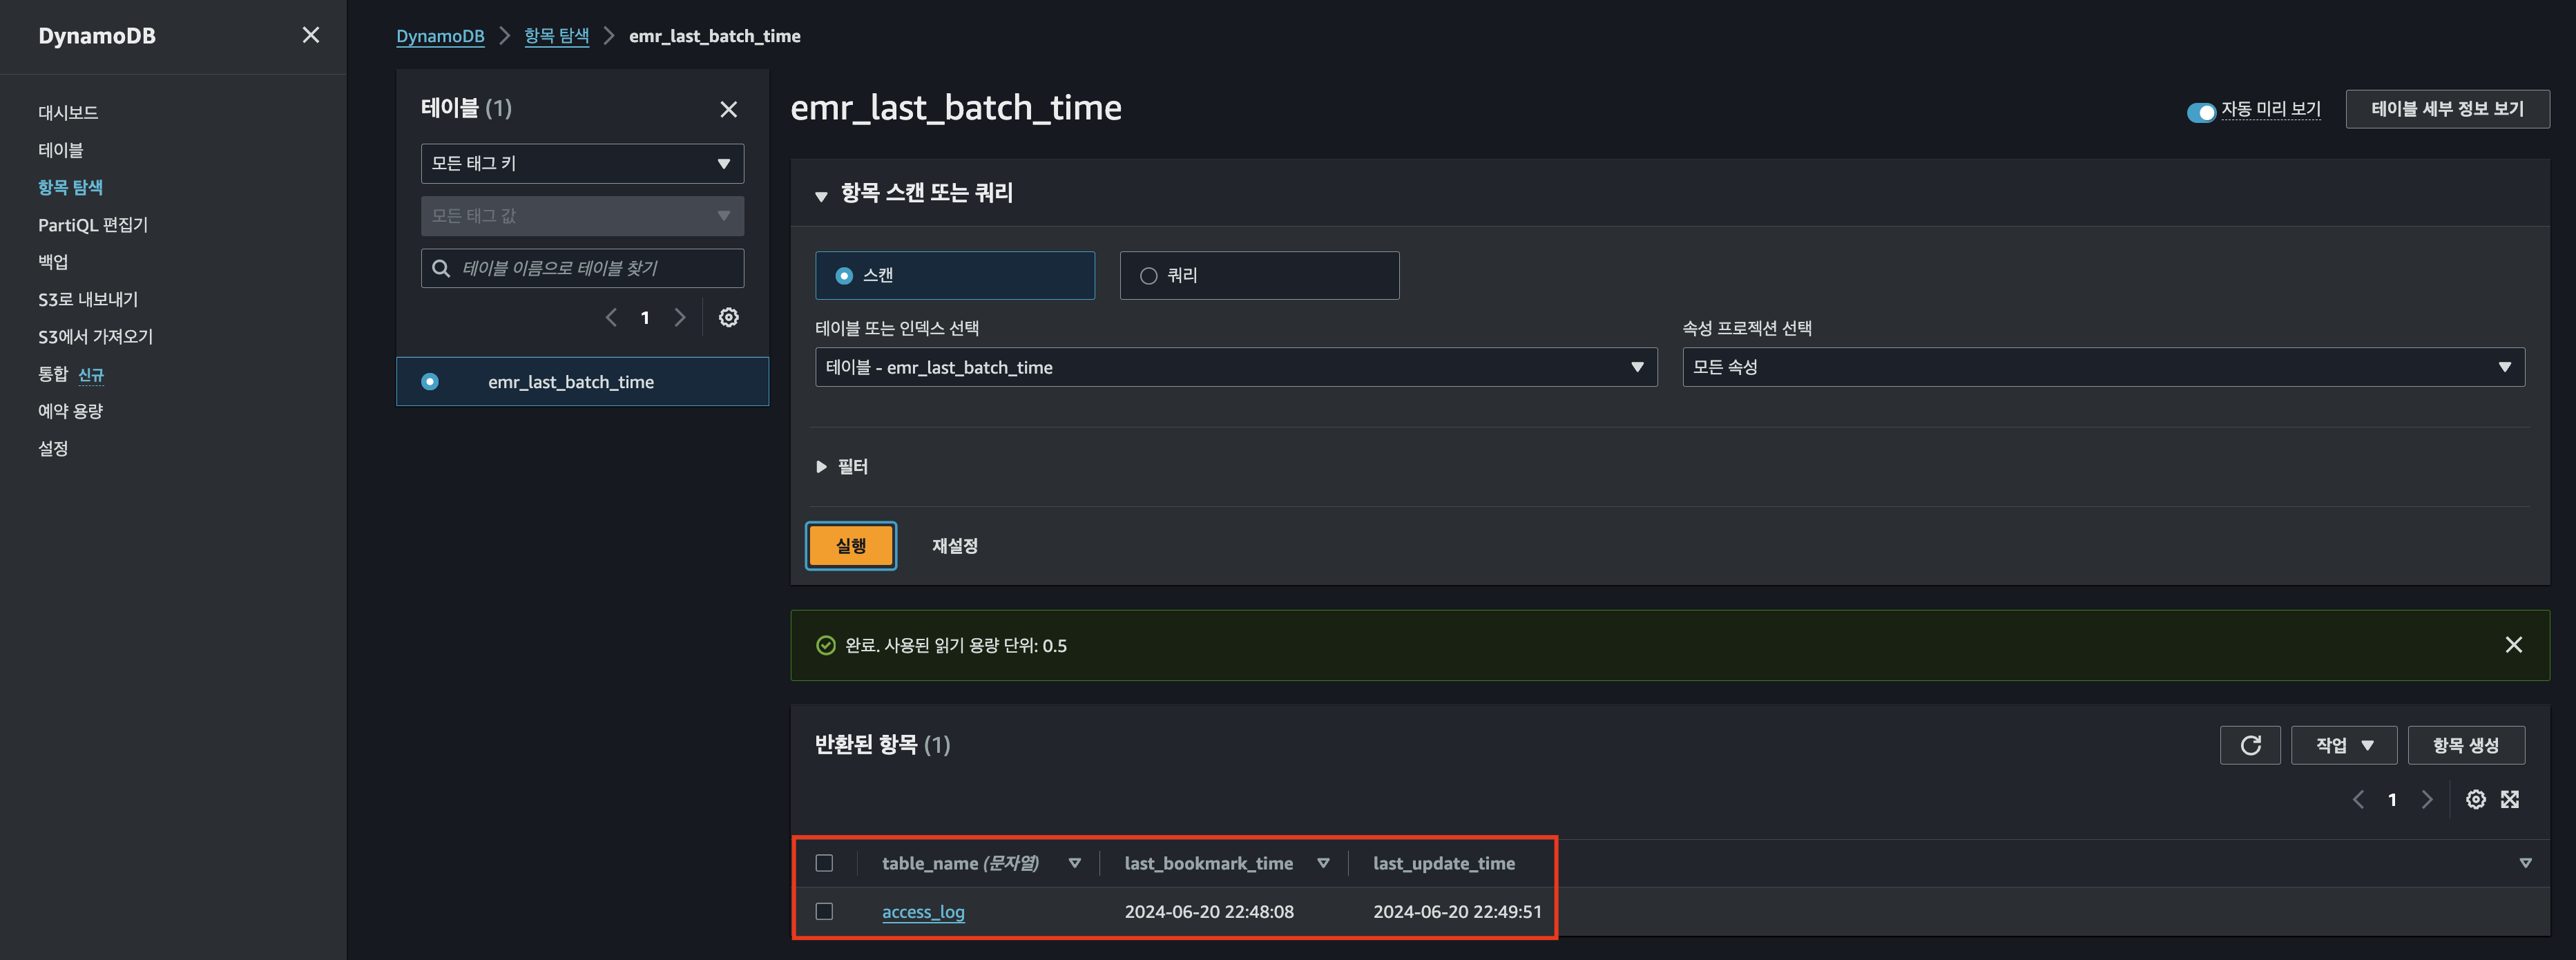 DynamoDB
대시보드
테이블
항목 탐색
PartiQL 편집기
백업
S3로 내보내기
S3에서 가져오기
통합 신규
예약 용량
설정
DynamoDB 항목 탐색 emr_last_batch_time
테이블 (1)
모든 태그 키
모든 태그 값
테이블 이름으로 테이블 찾기
1
emr_last_batch_time
emr_last_batch_time
자동 미리 보기
테이블 세부 정보 보기
항목 스캔 또는 쿼리
스캔
쿼리
테이블 또는 인덱스 선택
테이블 - emr_last_batch_time
속성 프로젝션 선택
모든 속성
필터
실행
재설정
완료. 사용된 읽기 용량 단위: 0.5
반환된 항목 (1)
작업
항목 생성
1
table_name (문자열) last_bookmark_time last_update_time
access_log 2024-06-20 22:48:08 2024-06-20 22:49:51